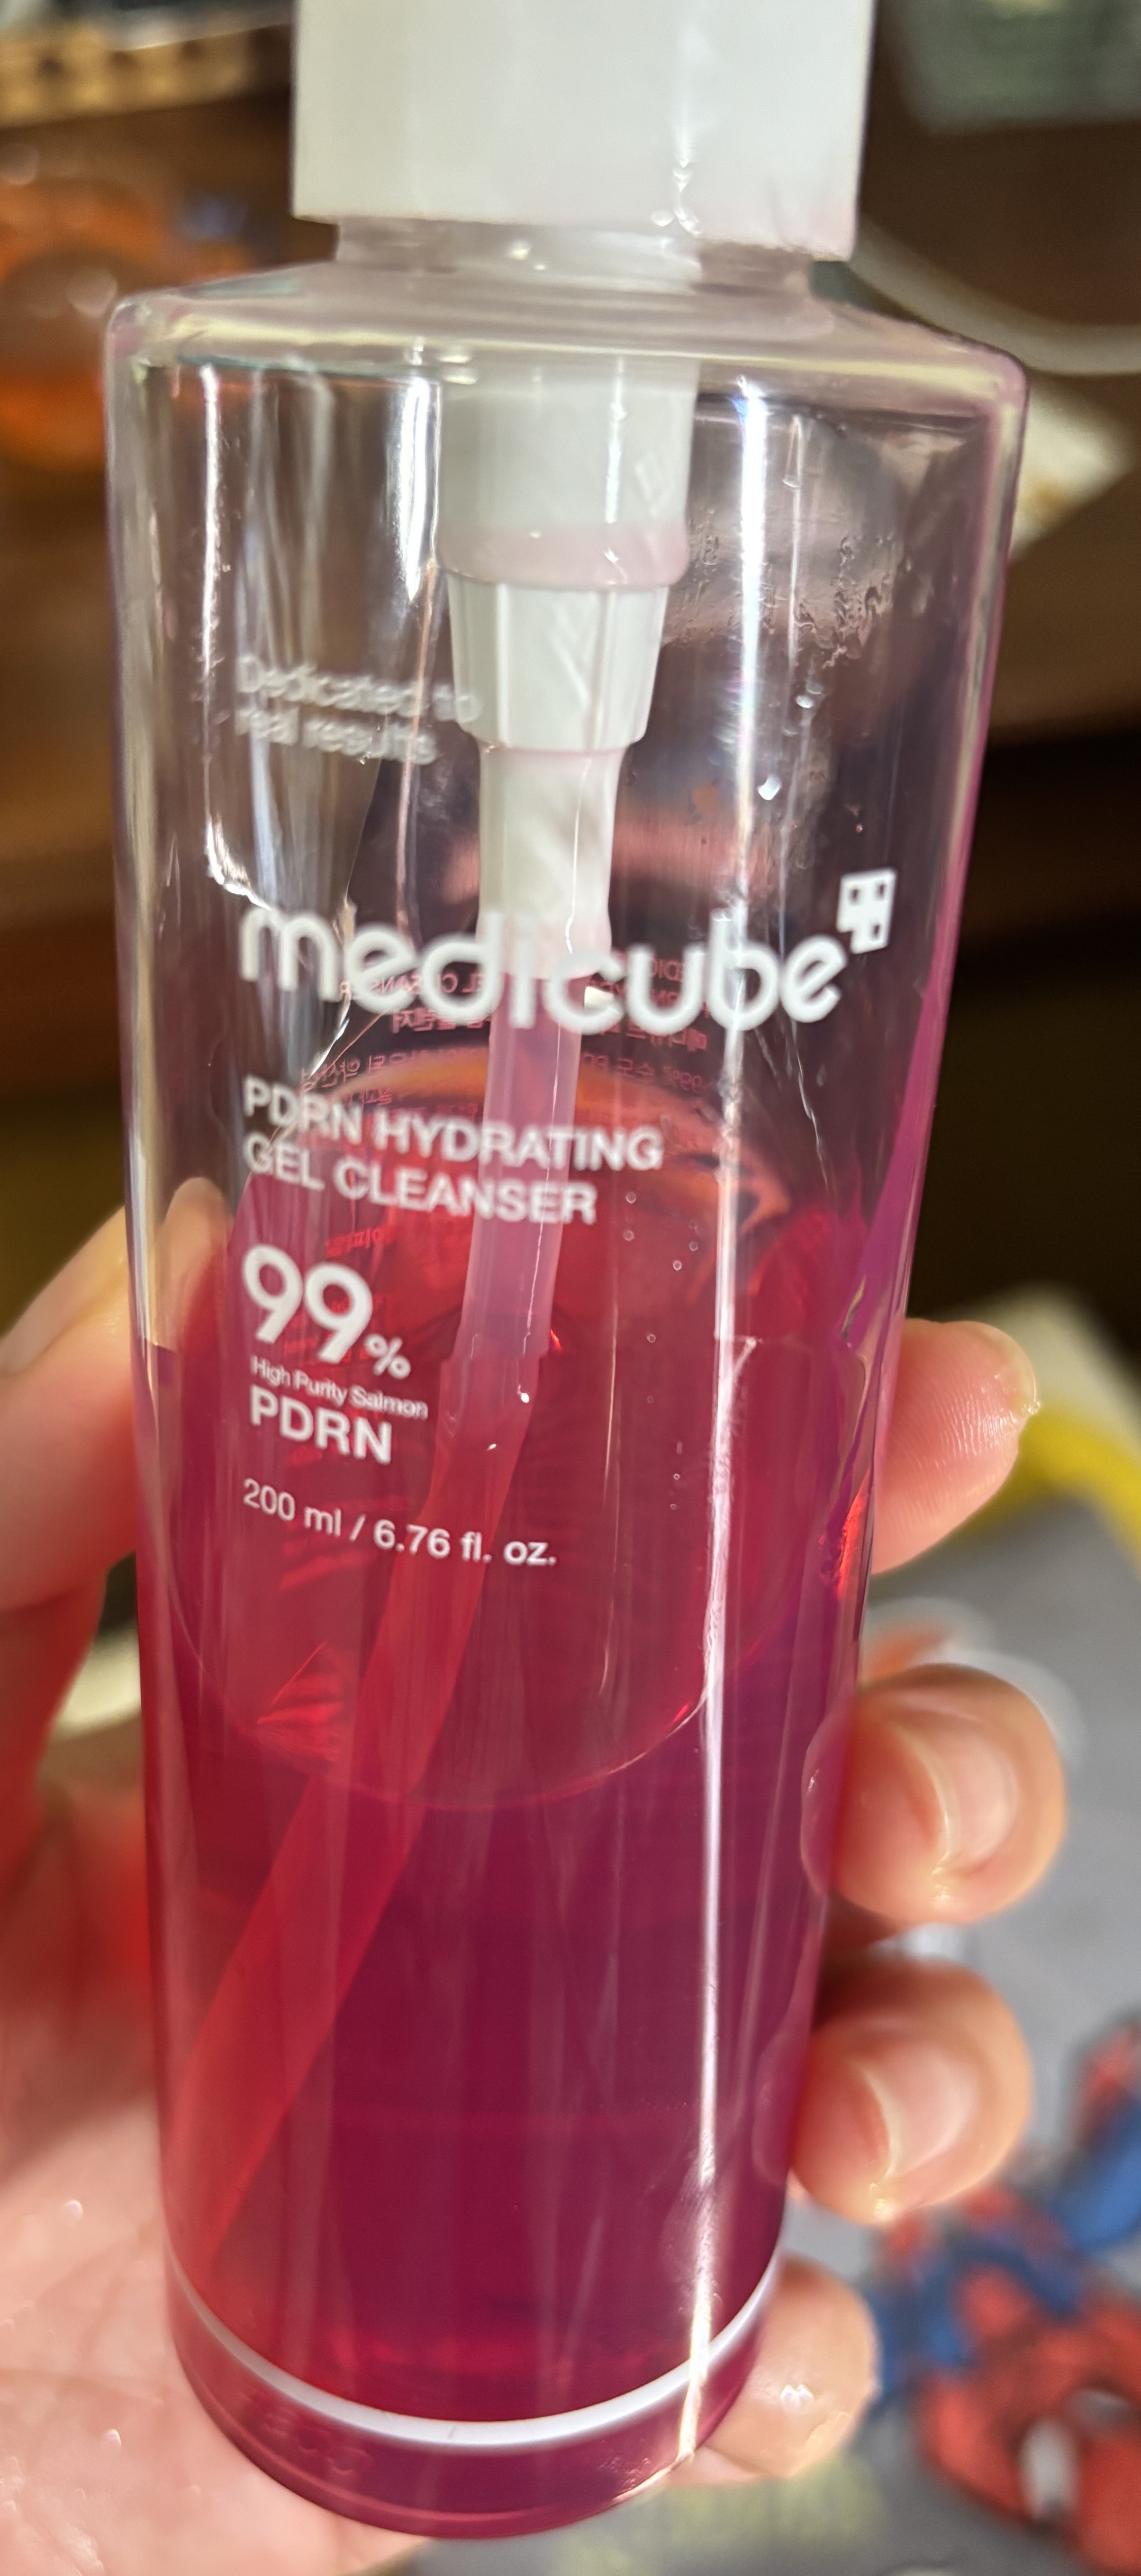 Dedicated to
real results
medicube
PDRN HYDRATING
GEL CLEANSER
99%
High Purity Salmon
PDRN
200 ml / 6.76 fl. oz.